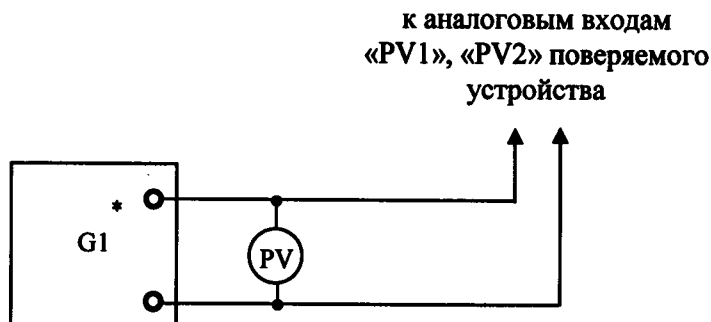 к аналоговым входам
«PV1», «PV2» поверяемого
устройства
*
G1
PV